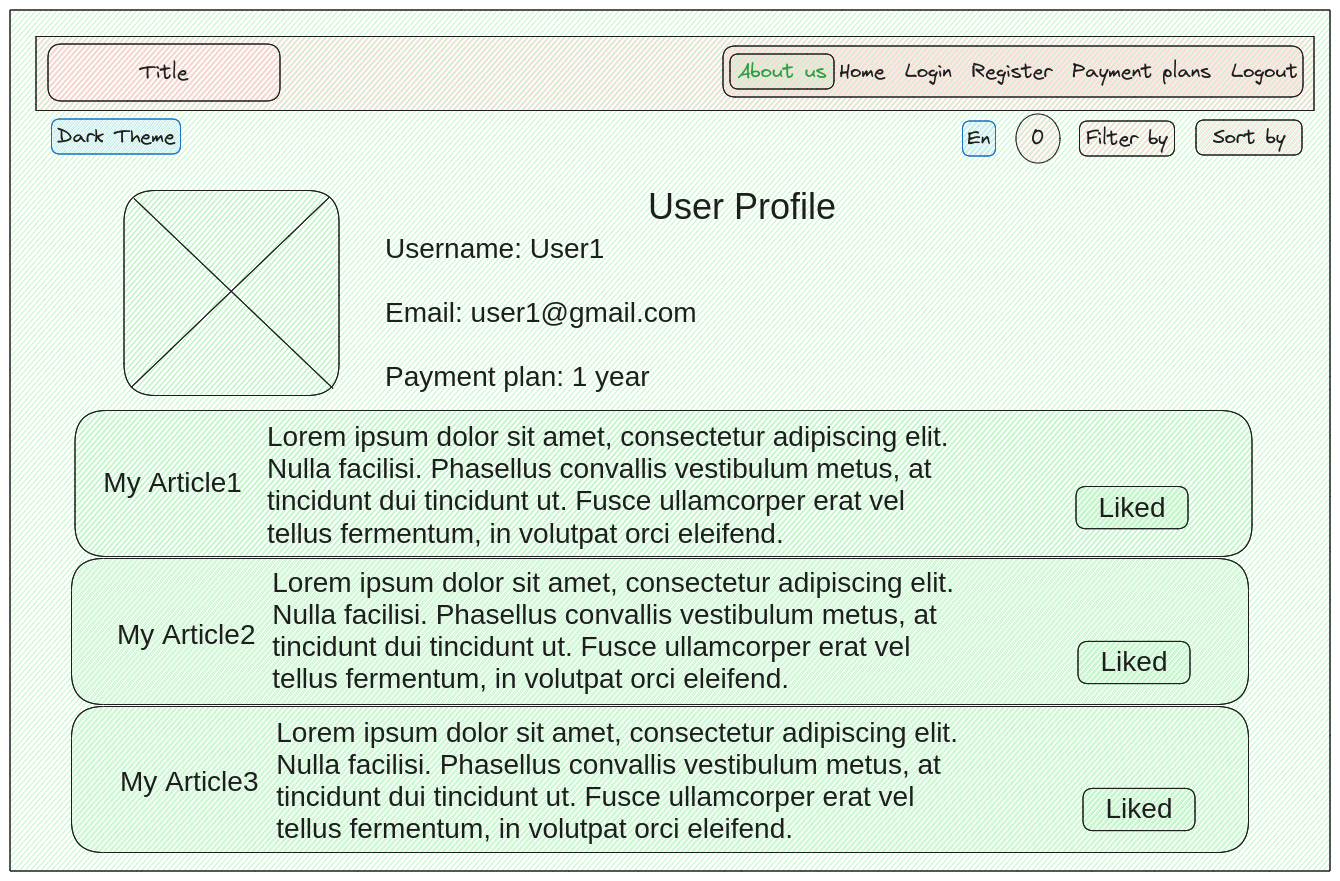 Title
About us Home Login Register Payment plans Logout
Dark Theme
En
0
Filter by
Sort by
User Profile
Username: User1
Email: user1@gmail.com
Payment plan: 1 year
My Article1
Lorem ipsum dolor sit amet, consectetur adipiscing elit.
Nulla facilisi. Phasellus convallis vestibulum metus, at
tincidunt dui tincidunt ut. Fusce ullamcorper erat vel
tellus fermentum, in volutpat orci eleifend.
Liked
My Article2
Lorem ipsum dolor sit amet, consectetur adipiscing elit.
Nulla facilisi. Phasellus convallis vestibulum metus, at
tincidunt dui tincidunt ut. Fusce ullamcorper erat vel
tellus fermentum, in volutpat orci eleifend.
Liked
My Article3
Lorem ipsum dolor sit amet, consectetur adipiscing elit.
Nulla facilisi. Phasellus convallis vestibulum metus, at
tincidunt dui tincidunt ut. Fusce ullamcorper erat vel
tellus fermentum, in volutpat orci eleifend.
Liked